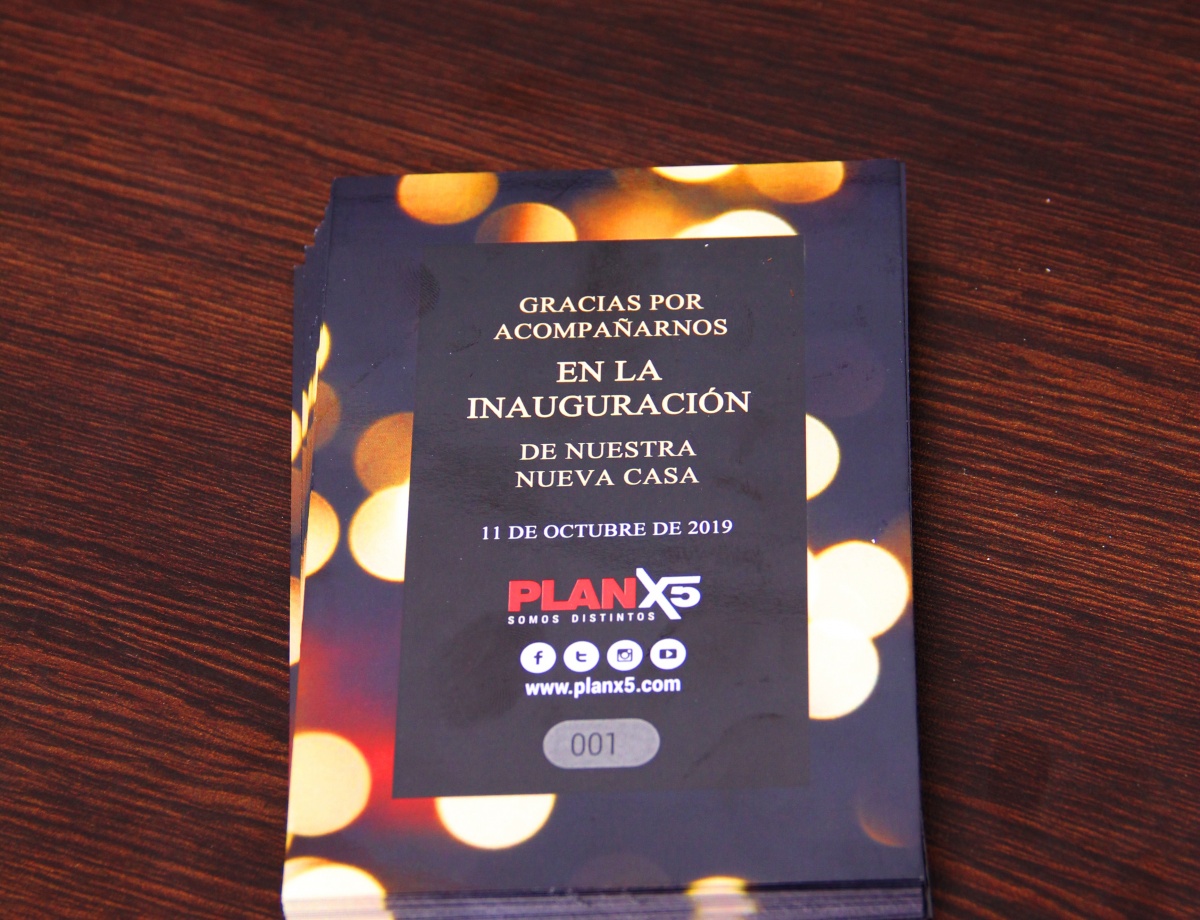 GRACIAS POR
ACOMPAÑARNOS
EN LA
INAUGURACIÓN
DE NUESTRA
NUEVA CASA
11 DE OCTUBRE DE 2019
PLANX5
SOMOS DISTINTOS
www.planx5.com
001